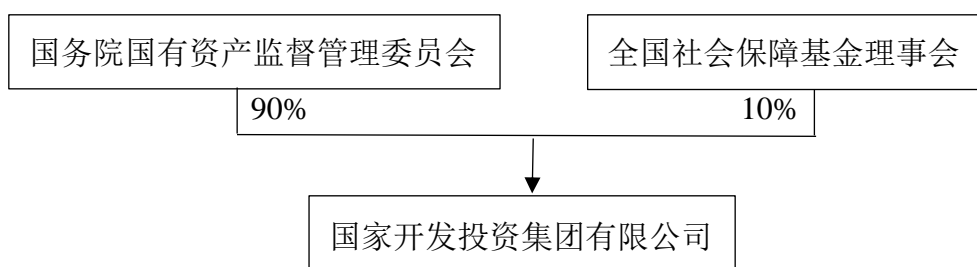 国务院国有资产监督管理委员会
全国社会保障基金理事会
90%
10%
国家开发投资集团有限公司